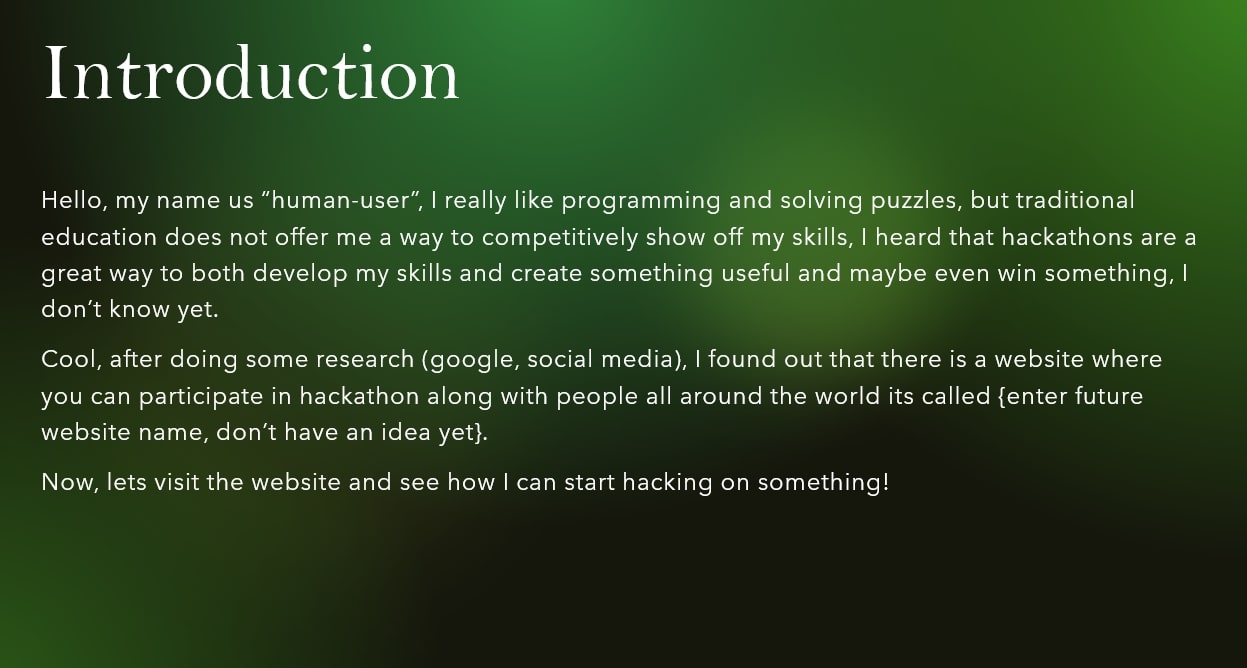 Introduction
Hello, my name us “human-user”, I really like programming and solving puzzles, but traditional
education does not offer me a way to competitively show off my skills, I heard that hackathons are a
great way to both develop my skills and create something useful and maybe even win something, I
don’t know yet.
Cool, after doing some research (google, social media), I found out that there is a website where
you can participate in hackathon along with people all around the world its called {enter future
website name, don’t have an idea yet}.
Now, lets visit the website and see how I can start hacking on something!